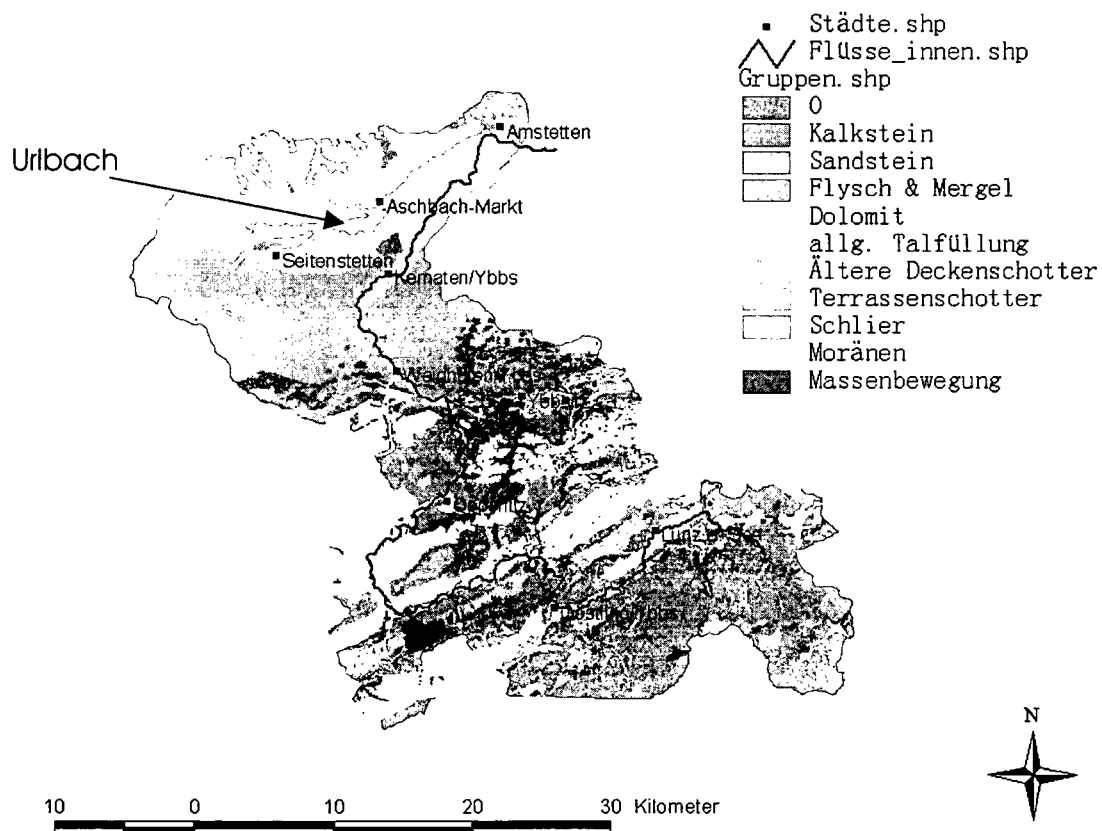 Städte.shp
Flüsse_innen.shp
Gruppen.shp
0
Kalkstein
Sandstein
Flysch & Mergel
Dolomit
allg. Talfüllung
Ältere Deckenschotter
Terrassenschotter
Schlier
Moränen
Massenbewegung
Amstetten
Urlbach
Aschbach-Markt
Seitenstetten
Kematen/Ybbs
N
10 0 10 20 30 Kilometer